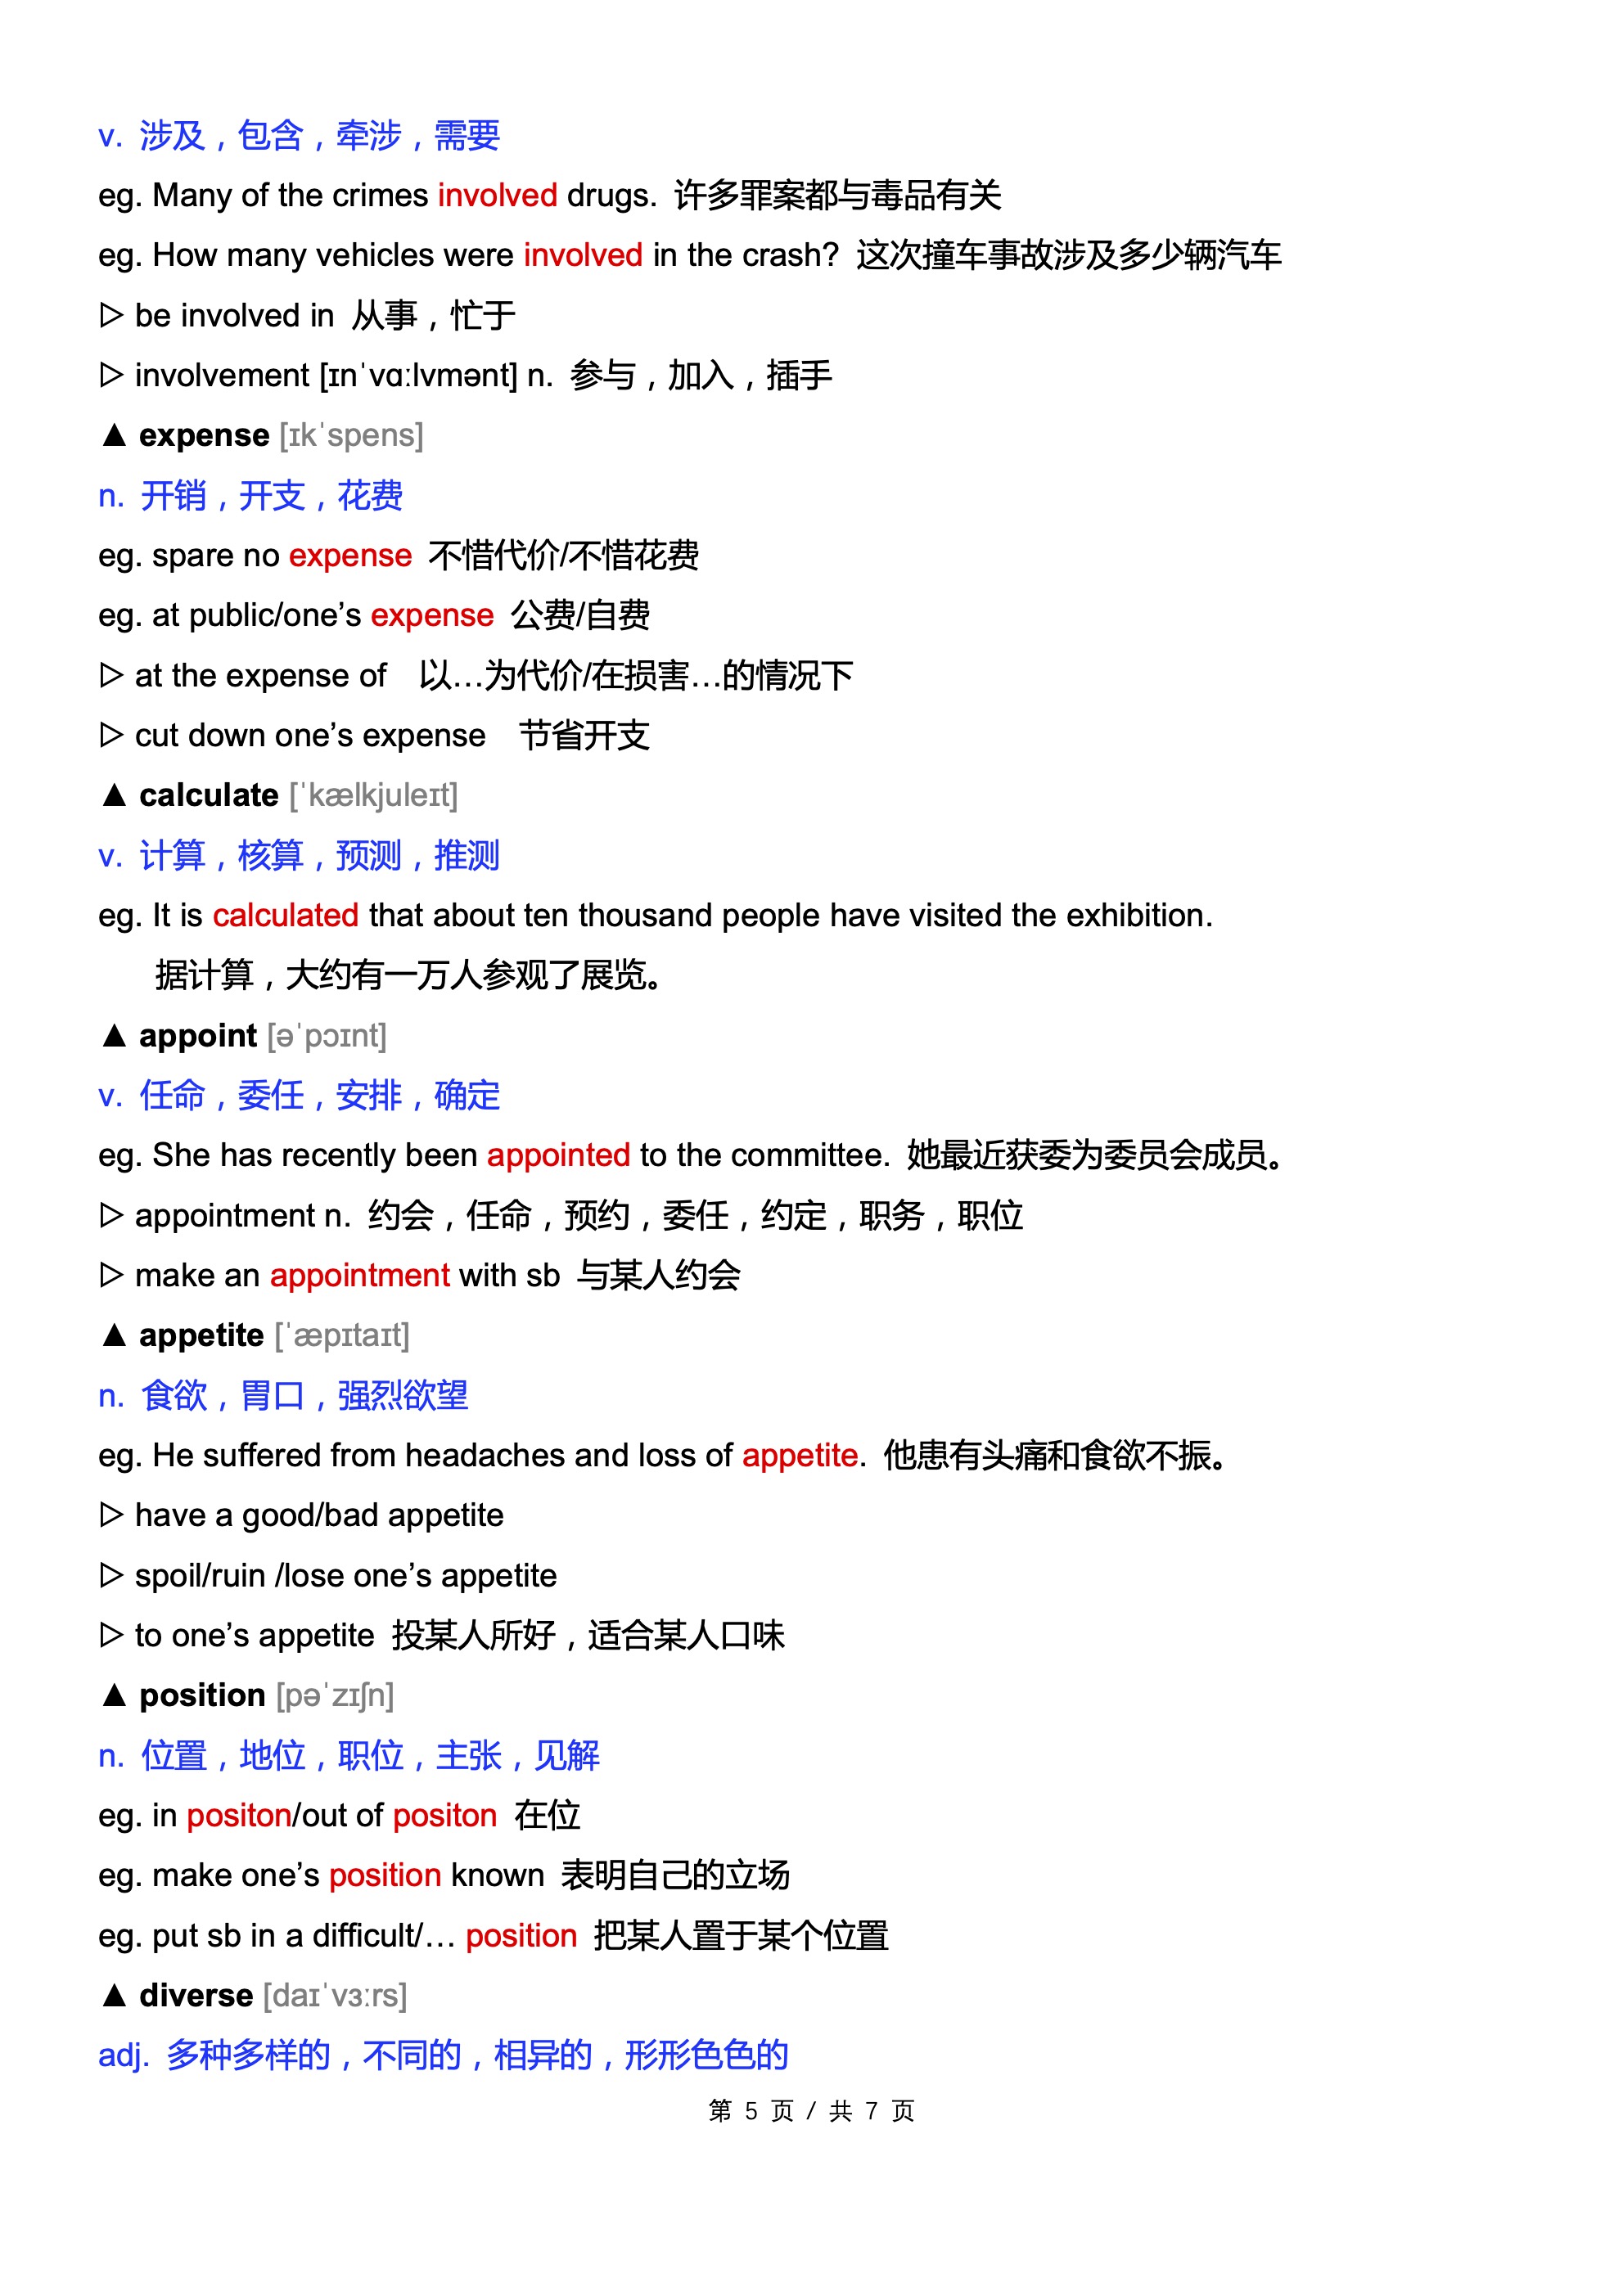 v. 涉及，包含，牵涉，需要
eg. Many of the crimes involved drugs. 许多罪案都与毒品有关
eg. How many vehicles were involved in the crash? 这次撞车事故涉及多少辆汽车
▷ be involved in 从事，忙于
▷ involvement [ɪnˈvɑːlvmənt] n. 参与，加入，插手
▲ expense [ɪkˈspens]
n. 开销，开支，花费
eg. spare no expense 不惜代价/不惜花费
eg. at public/one’s expense 公费/自费
▷ at the expense of 以…为代价/在损害…的情况下
▷ cut down one’s expense 节省开支
▲ calculate [ˈkælkjuleɪt]
v. 计算，核算，预测，推测
eg. It is calculated that about ten thousand people have visited the exhibition.
据计算，大约有一万人参观了展览。
▲ appoint [əˈpɔɪnt]
v. 任命，委任，安排，确定
eg. She has recently been appointed to the committee. 她最近获委为委员会成员。
▷ appointment n. 约会，任命，预约，委任，约定，职务，职位
▷ make an appointment with sb 与某人约会
▲ appetite [ˈæpɪtaɪt]
n. 食欲，胃口，强烈欲望
eg. He suffered from headaches and loss of appetite. 他患有头痛和食欲不振。
▷ have a good/bad appetite
▷ spoil/ruin /lose one’s appetite
▷ to one’s appetite 投某人所好，适合某人口味
▲ position [pəˈzɪʃn]
n. 位置，地位，职位，主张，见解
eg. in positon/out of positon 在位
eg. make one’s position known 表明自己的立场
eg. put sb in a difficult/… position 把某人置于某个位置
▲ diverse [daɪˈvɜːrs]
adj. 多种多样的，不同的，相异的，形形色色的
第 5 页 / 共 7 页